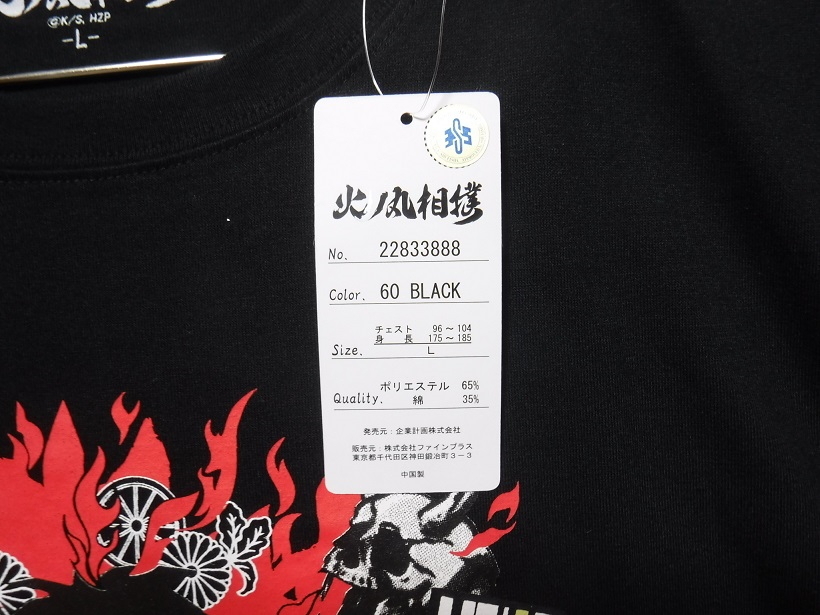 ©K/S, HZP
-L-
火ノ丸相撲
No. 22833888
Color. 60 BLACK
チェスト 96～104
身 長 175～185
Size. L
ポリエステル 65%
Quality. 綿 35%
発売元：企業計画株式会社
販売元：株式会社ファインプラス
東京都千代田区神田鍛冶町３－３
中国製